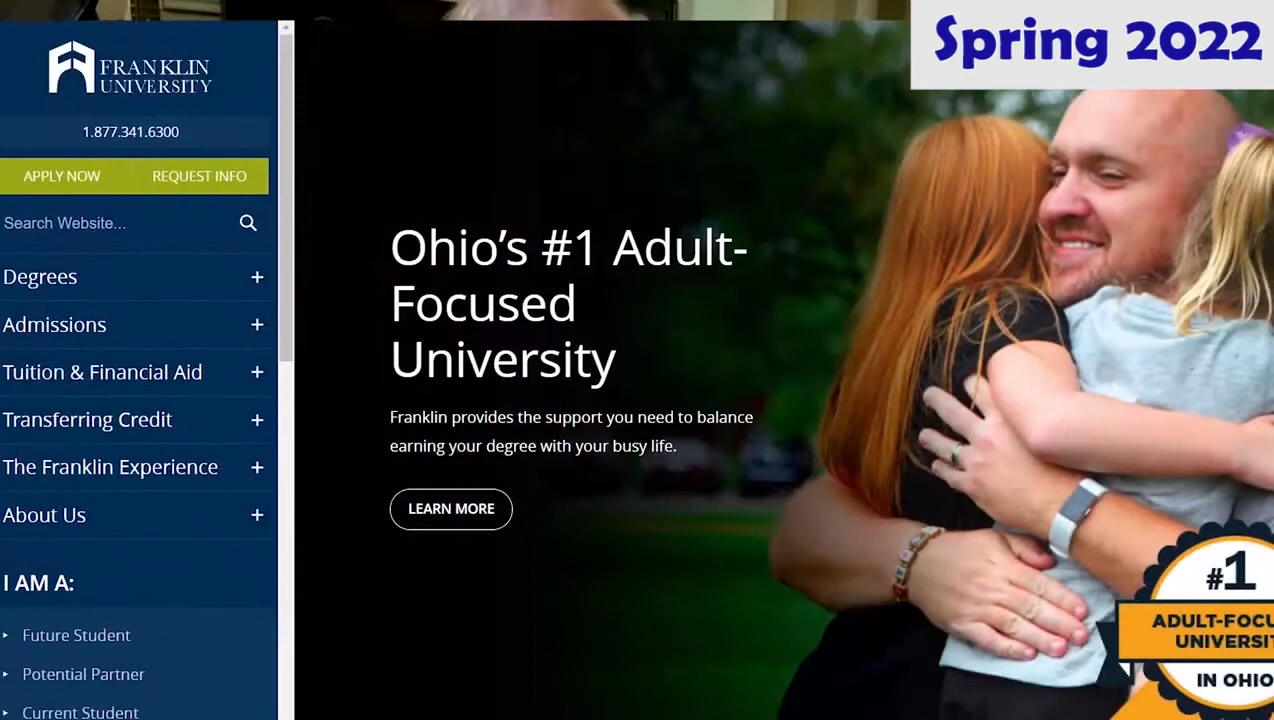 Spring 2022
FRANKLIN
UNIVERSITY
1.877.341.6300
APPLY NOW
REQUEST INFO
Search Website...
Degrees +
Admissions +
Tuition & Financial Aid +
Transferring Credit +
The Franklin Experience +
About Us +
I AM A:
Future Student
Potential Partner
Current Student
Ohio's #1 Adult-
Focused
University
Franklin provides the support you need to balance
earning your degree with your busy life.
LEARN MORE
#1
ADULT-FOCU
UNIVERSIT
IN OHIO